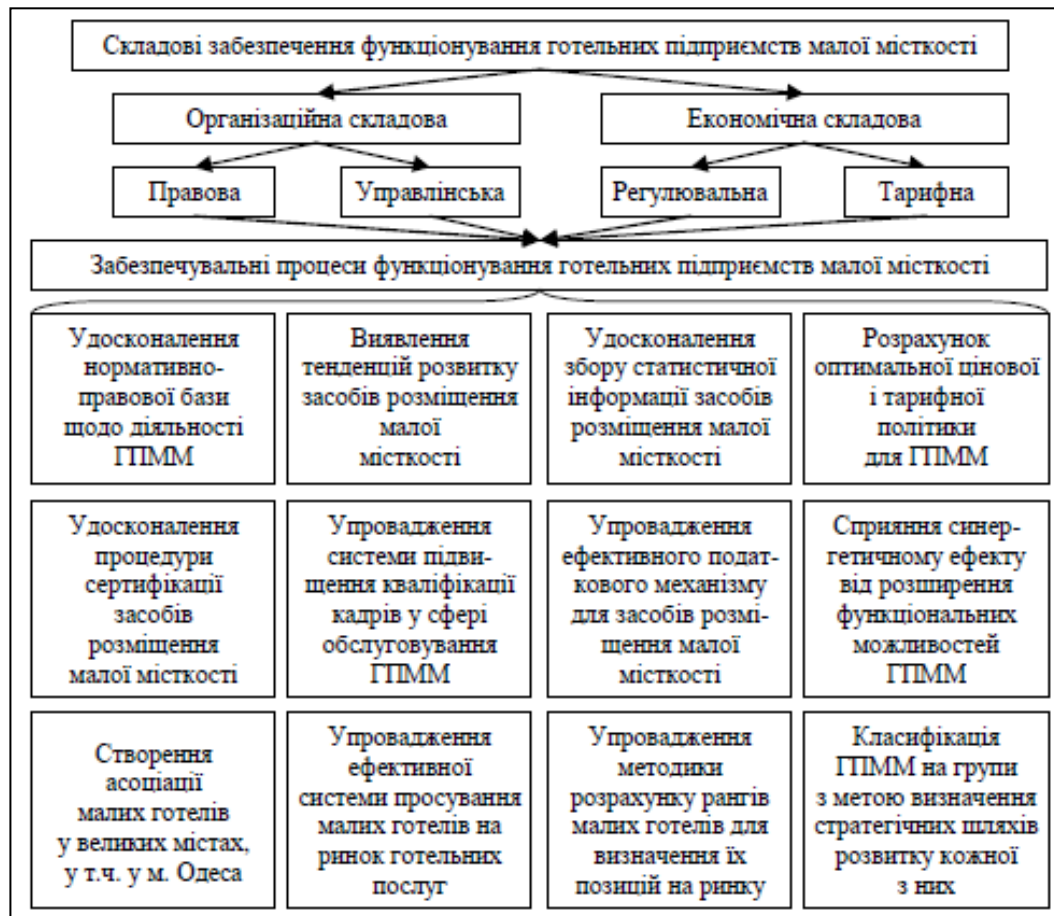 Складові забезпечення функціонування готельних підприємств малої місткості
Організаційна складова
Економічна складова
Правова
Управлінська
Регулювальна
Тарифна
Забезпечувальні процеси функціонування готельних підприємств малої місткості
Удосконалення
нормативно-
правової бази
щодо діяльності
ГПММ
Виявлення
тенденцій розвитку
засобів розміщення
малої
місткості
Удосконалення
збору статистичної
інформації засобів
розміщення малої
місткості
Розрахунок
оптимальної цінової
і тарифної
політики
для ГПММ
Удосконалення
процедури
сертифікації
засобів
розміщення
малої місткості
Упровадження
системи підви-
щення кваліфікації
кадрів у сфері
обслуговування
ГПММ
Упровадження
ефективного подат-
кового механізму
для засобів розмі-
щення малої
місткості
Сприяння синер-
гетичному ефекту
від розширення
функціональних
можливостей
ГПММ
Створення
асоціації
малих готелів
у великих містах,
у т.ч. у м. Одеса
Упровадження
ефективної
системи просування
малих готелів на
ринок готельних
послуг
Упровадження
методики
розрахунку рангів
малих готелів для
визначення їх
позицій на ринку
Класифікація
ГПММ на групи
з метою визначення
стратегічних шляхів
розвитку кожної
з них